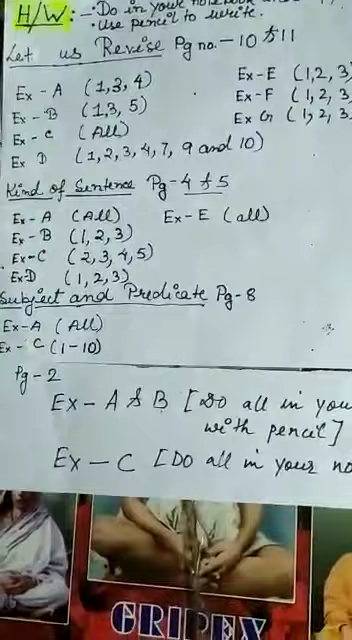 H/W: - • Do in your notebook
• Use pencil to write.
Let us Revise Pg no. - 10 & 11
Ex - A (1,3,4)
Ex - B (1,3,5)
Ex - C (All)
Ex D (1,2,3,4,7,9 and 10)
Ex-E (1,2,3
Ex-F (1,2,3
Ex G (1,2,3
Kind of Sentence Pg-4 & 5
Ex-A (All)
Ex-B (1,2,3)
Ex-C (2,3,4,5)
Ex D (1,2,3)
Ex-E (all)
Subject and Predicate Pg-8
Ex-A (All)
Ex-C (1-10)
Pg-2
Ex - A & B [Do all in you
with pencil]
Ex - C [Do all in your no